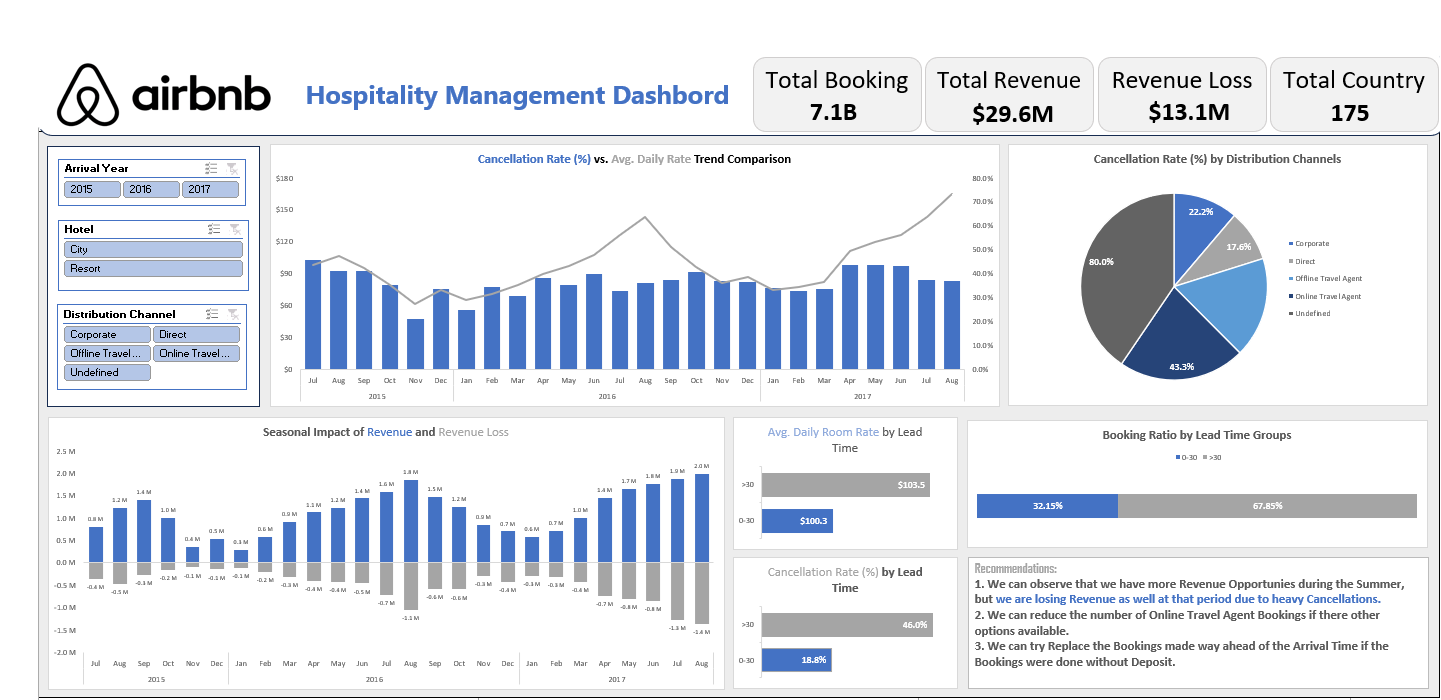 airbnb
Hospitality Management Dashbord
Total Booking
7.1B
Total Revenue
$29.6M
Revenue Loss
$13.1M
Total Country
175
Arrival Year
2015 2016 2017
Hotel
City
Resort
Distribution Channel
Corporate Direct
Offline Travel ... Online Travel ...
Undefined
Cancellation Rate (%) vs. Avg. Daily Rate Trend Comparison
$180
$150
$120
$90
$60
$30
$0
80.0%
70.0%
60.0%
50.0%
40.0%
30.0%
20.0%
10.0%
0.0%
Jul Aug Sep Oct Nov Dec Jan Feb Mar Apr May Jun Jul Aug Sep Oct Nov Dec Jan Feb Mar Apr May Jun Jul Aug
2015 2016 2017
Cancellation Rate (%) by Distribution Channels
22.2%
17.6%
43.3%
80.0%
Corporate
Direct
Offline Travel Agent
Online Travel Agent
Undefined
Seasonal Impact of Revenue and Revenue Loss
2.5 M
2.0 M
1.5 M
1.0 M
0.5 M
0.0 M
-0.5 M
-1.0 M
-1.5 M
-2.0 M
0.8 M 1.2 M 1.4 M 1.0 M 0.4 M 0.5 M 0.3 M 0.6 M 0.9 M 1.1 M 1.2 M 1.4 M 1.6 M 1.8 M 1.5 M 1.2 M 0.9 M 0.7 M 0.6 M 0.7 M 1.0 M 1.4 M 1.7 M 1.8 M 1.9 M 2.0 M
-0.4 M -0.5 M -0.3 M -0.2 M -0.1 M -0.1 M -0.1 M -0.2 M -0.3 M -0.4 M -0.4 M -0.5 M -0.7 M -1.1 M -0.6 M -0.6 M -0.3 M -0.4 M -0.3 M -0.3 M -0.4 M -0.7 M -0.8 M -0.8 M -1.3 M -1.4 M
Jul Aug Sep Oct Nov Dec Jan Feb Mar Apr May Jun Jul Aug Sep Oct Nov Dec Jan Feb Mar Apr May Jun Jul Aug
2015 2016 2017
Avg. Daily Room Rate by Lead
Time
>30 $103.5
0-30 $100.3
Cancellation Rate (%) by Lead
Time
>30 46.0%
0-30 18.8%
Booking Ratio by Lead Time Groups
0-30 >30
32.15% 67.85%
Recommendations:
1. We can observe that we have more Revenue Opportunies during the Summer,
but we are losing Revenue as well at that period due to heavy Cancellations.
2. We can reduce the number of Online Travel Agent Bookings if there other
options available.
3. We can try Replace the Bookings made way ahead of the Arrival Time if the
Bookings were done without Deposit.